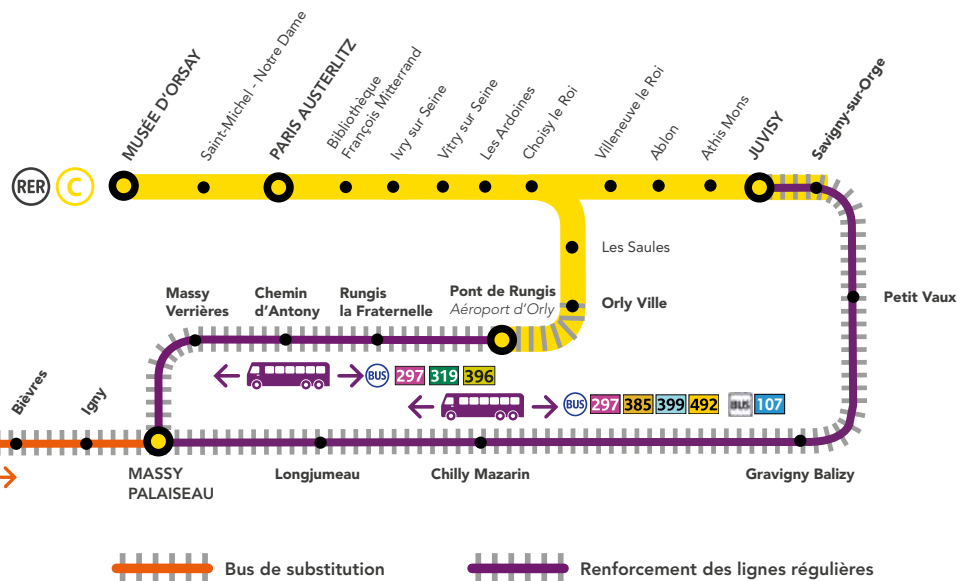 MUSÉE D'ORSAY
Saint-Michel - Notre Dame
PARIS AUSTERLITZ
Bibliothèque
François Mitterrand
Ivry sur Seine
Vitry sur Seine
Les Ardoines
Choisy le Roi
Villeneuve le Roi
Ablon
Athis Mons
JUVISY
Savigny-sur-Orge
RER C
Les Saules
Massy
Verrières
Chemin
d'Antony
Rungis
la Fraternelle
Pont de Rungis
Aéroport d'Orly
Orly Ville
Petit Vaux
BUS 297 319 396
Bièvres
Igny
BUS 297 385 399 492 BUS 107
MASSY
PALAISEAU
Longjumeau
Chilly Mazarin
Gravigny Balizy
Bus de substitution
Renforcement des lignes régulières